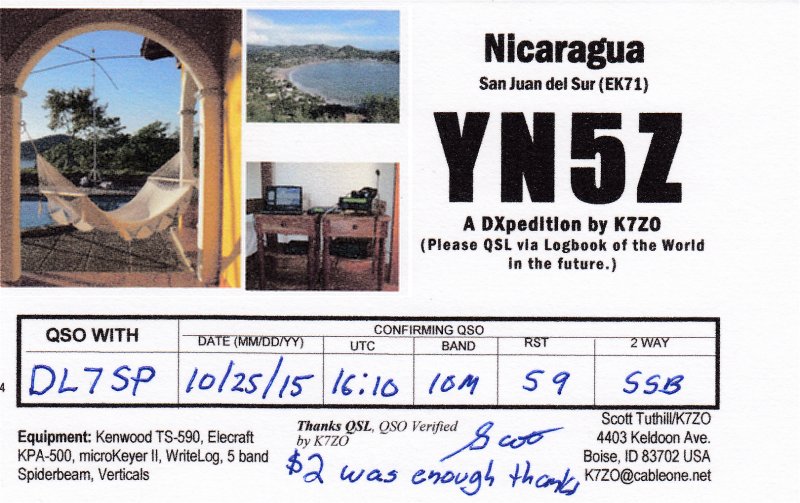 Nicaragua
San Juan del Sur (EK71)
YN5Z
A DXpedition by K7ZO
(Please QSL via Logbook of the World
in the future.)
QSO WITH
CONFIRMING QSO
DATE (MM/DD/YY)
UTC
BAND
RST
2 WAY
4
DL7SP
10/25/15
16:10
10M
59
SSB
Equipment: Kenwood TS-590, Elecraft
KPA-500, microKeyer II, WriteLog, 5 band
Spiderbeam, Verticals
Thanks QSL, QSO Verified
by K7ZO
Scott
$2 was enough thanks
Scott Tuthill/K7ZO
4403 Keldoon Ave.
Boise, ID 83702 USA
K7ZO@cableone.net